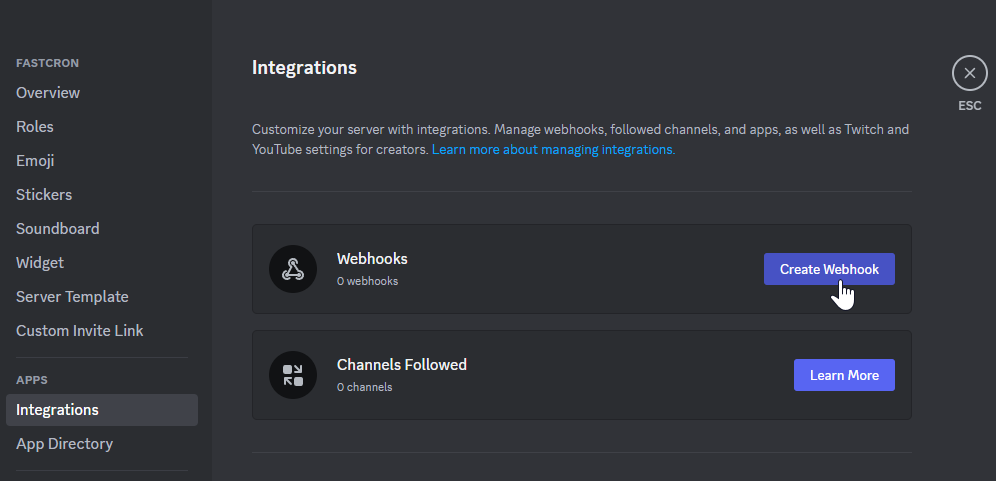 FASTCRON
Overview
Roles
Emoji
Stickers
Soundboard
Widget
Server Template
Custom Invite Link
APPS
Integrations
App Directory
Integrations
Customize your server with integrations. Manage webhooks, followed channels, and apps, as well as Twitch and
YouTube settings for creators. Learn more about managing integrations.
Webhooks
0 webhooks
Create Webhook
Channels Followed
0 channels
Learn More
ESC